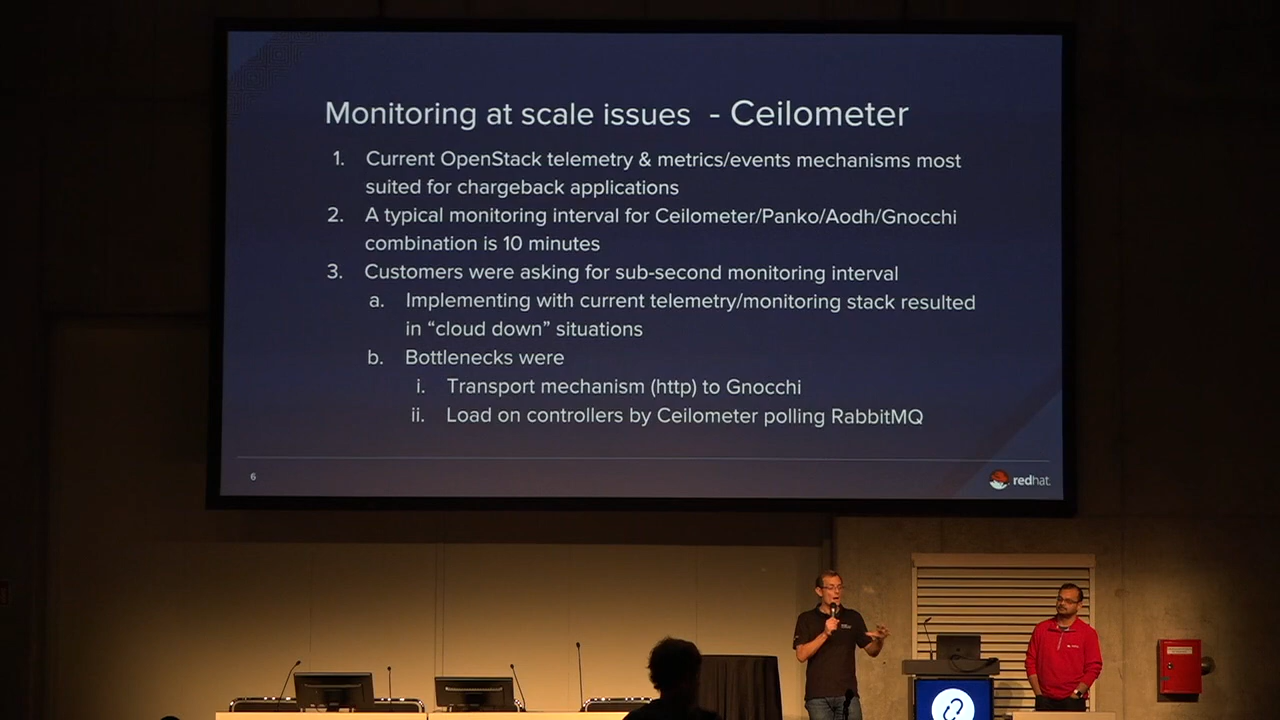 Monitoring at scale issues - Ceilometer
1. Current OpenStack telemetry & metrics/events mechanisms most
suited for chargeback applications
2. A typical monitoring interval for Ceilometer/Panko/Aodh/Gnocchi
combination is 10 minutes
3. Customers were asking for sub-second monitoring interval
a. Implementing with current telemetry/monitoring stack resulted
in “cloud down” situations
b. Bottlenecks were
i. Transport mechanism (http) to Gnocchi
ii. Load on controllers by Ceilometer polling RabbitMQ
6
redhat.